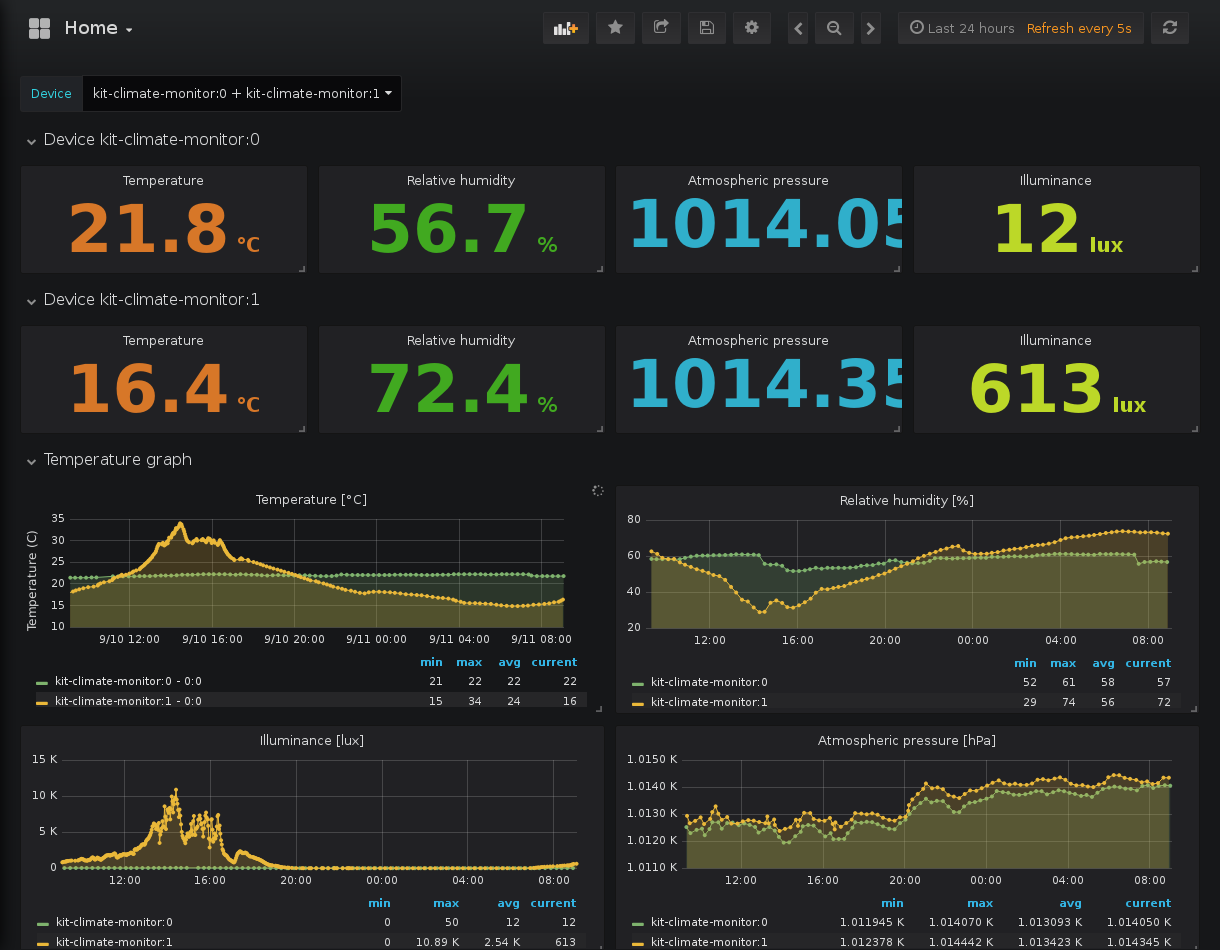 Home
Last 24 hours Refresh every 5s
Device kit-climate-monitor:0 + kit-climate-monitor:1
Device kit-climate-monitor:0
Temperature Relative humidity Atmospheric pressure Illuminance
21.8 °C 56.7 % 1014.05 12 lux
Device kit-climate-monitor:1
Temperature Relative humidity Atmospheric pressure Illuminance
16.4 °C 72.4 % 1014.35 613 lux
Temperature graph
Temperature [°C]
Temperature (C)
35
30
25
20
15
10
9/10 12:00 9/10 16:00 9/10 20:00 9/11 00:00 9/11 04:00 9/11 08:00
min max avg current
kit-climate-monitor:0 - 0:0 21 22 22 22
kit-climate-monitor:1 - 0:0 15 34 24 16
Relative humidity [%]
80
60
40
20
12:00 16:00 20:00 00:00 04:00 08:00
min max avg current
kit-climate-monitor:0 52 61 58 57
kit-climate-monitor:1 29 74 56 72
Illuminance [lux]
15 K
10 K
5 K
0
12:00 16:00 20:00 00:00 04:00 08:00
min max avg current
kit-climate-monitor:0 0 50 12 12
kit-climate-monitor:1 0 10.89 K 2.54 K 613
Atmospheric pressure [hPa]
1.0150 K
1.0140 K
1.0130 K
1.0120 K
1.0110 K
12:00 16:00 20:00 00:00 04:00 08:00
min max avg current
kit-climate-monitor:0 1.011945 K 1.014070 K 1.013093 K 1.014050 K
kit-climate-monitor:1 1.012378 K 1.014442 K 1.013423 K 1.014345 K